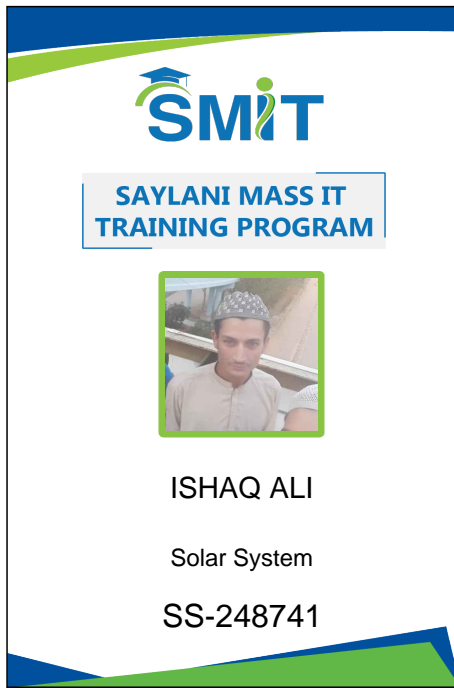 SMIT
SAYLANI MASS IT
TRAINING PROGRAM
ISHAQ ALI
Solar System
SS-248741